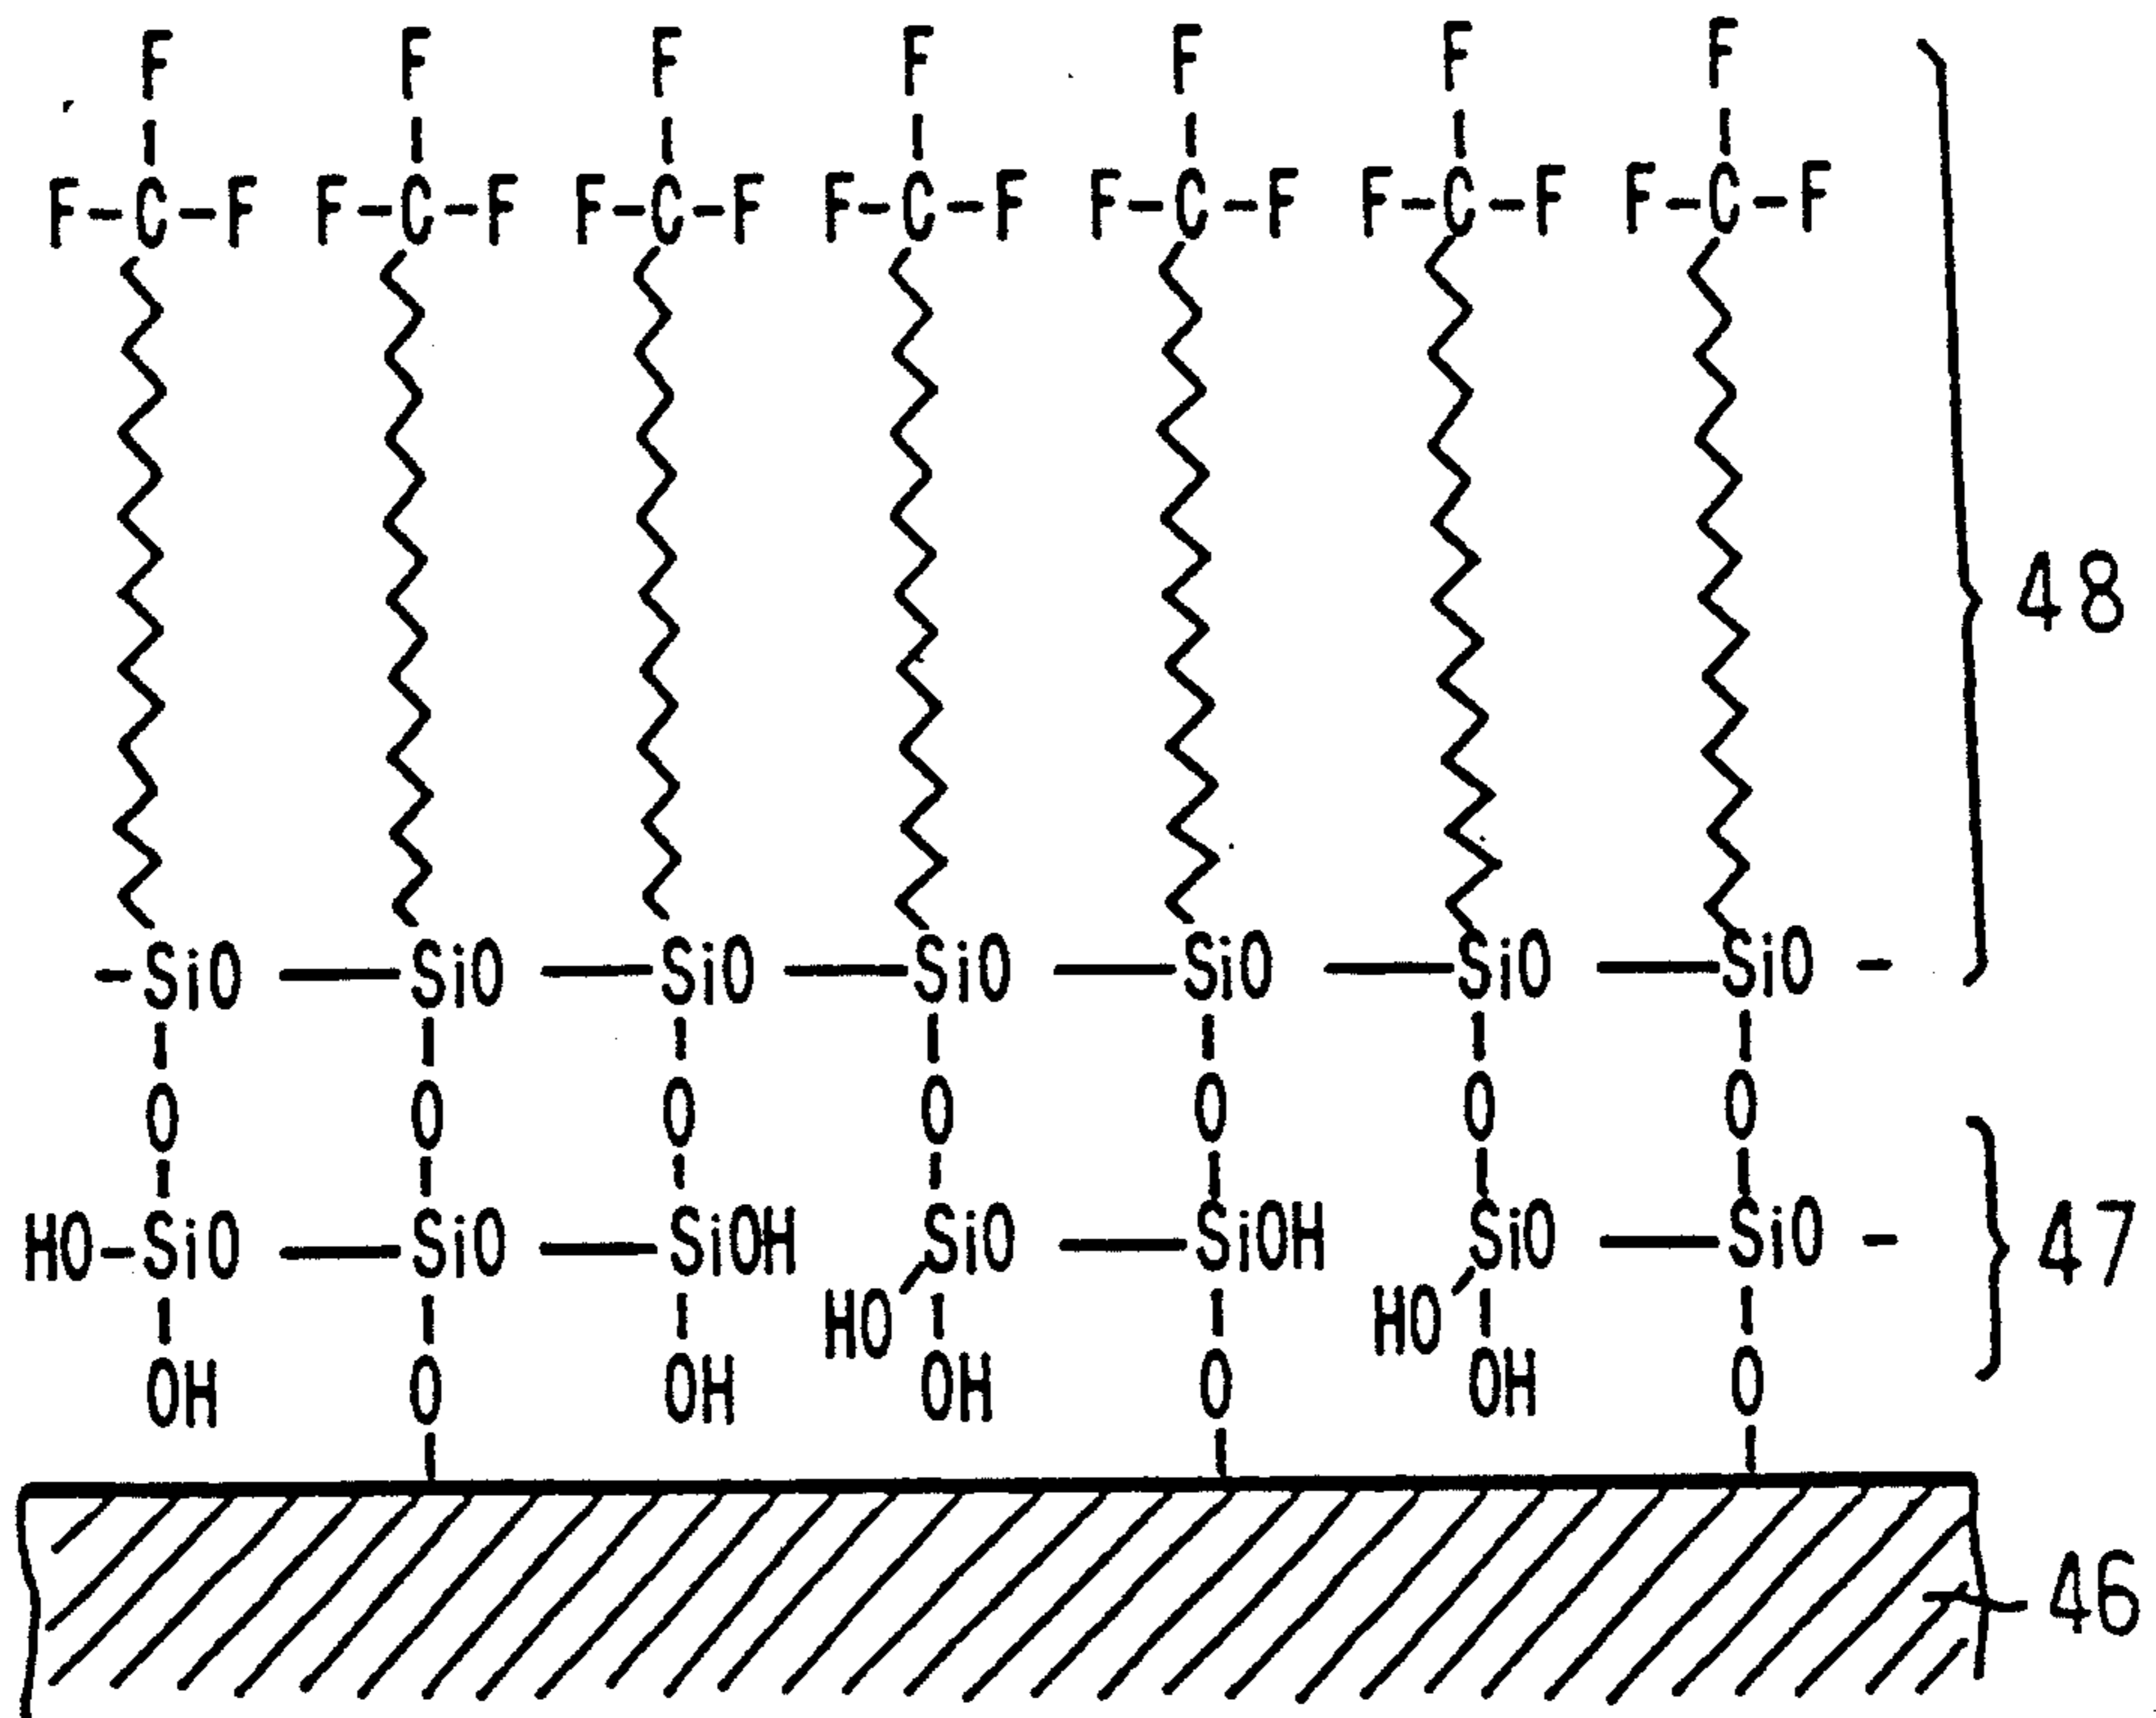 F F F F F F F
F-C-F F-C-F F-C-F F-C-F F-C-F F-C-F F-C-F
48
-SiO — SiO — SiO — SiO — SiO — SiO — SiO -
O O O O O O O
HO-SiO — SiO — SiOH SiO — SiOH SiO — SiO -
47
HO HO
OH O OH OH O OH O
46